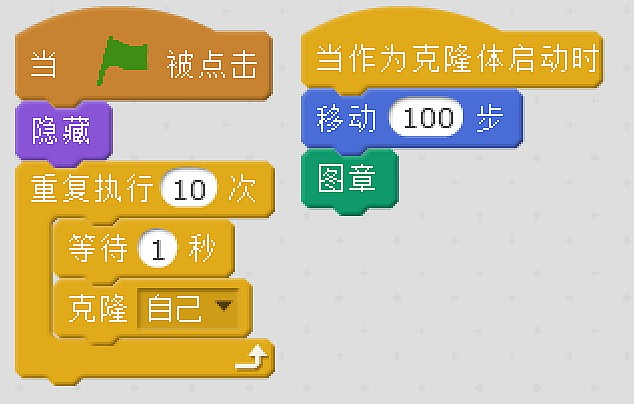 当 被点击
隐藏
重复执行 10 次
等待 1 秒
克隆 自己
当作为克隆体启动时
移动 100 步
图章